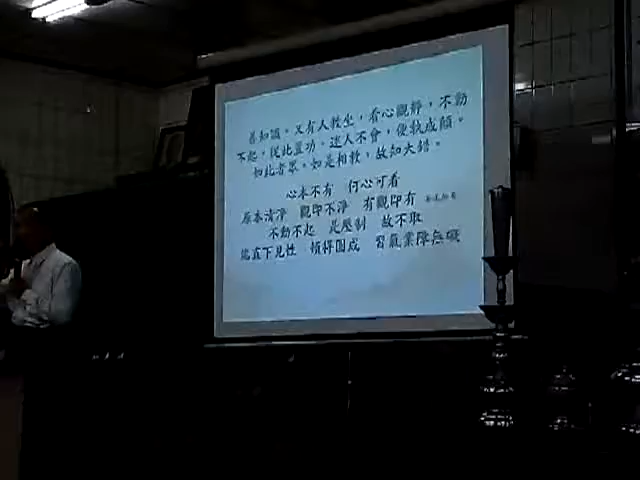 善知識。又有人教坐，看心觀靜，不動
不起，從此置功。迷人不會，便執成顛。
如此者眾。如是相教，故知大錯。
心本不有 何心可看
原本清淨 觀即不淨 有觀即有
不動不起 是壓制 故不取
能直下見性 頓得圓成 習氣業障無礙